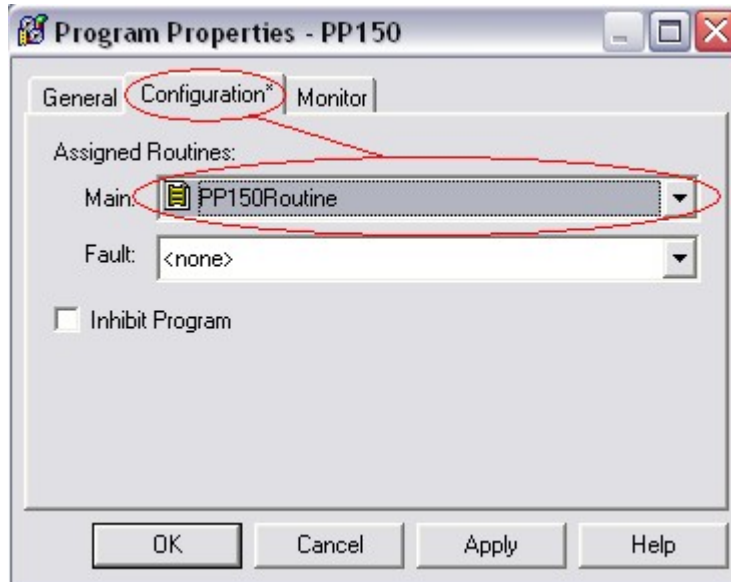 Program Properties - PP150
General Configuration* Monitor
Assigned Routines:
Main: PP150Routine
Fault: <none>
Inhibit Program
OK Cancel Apply Help